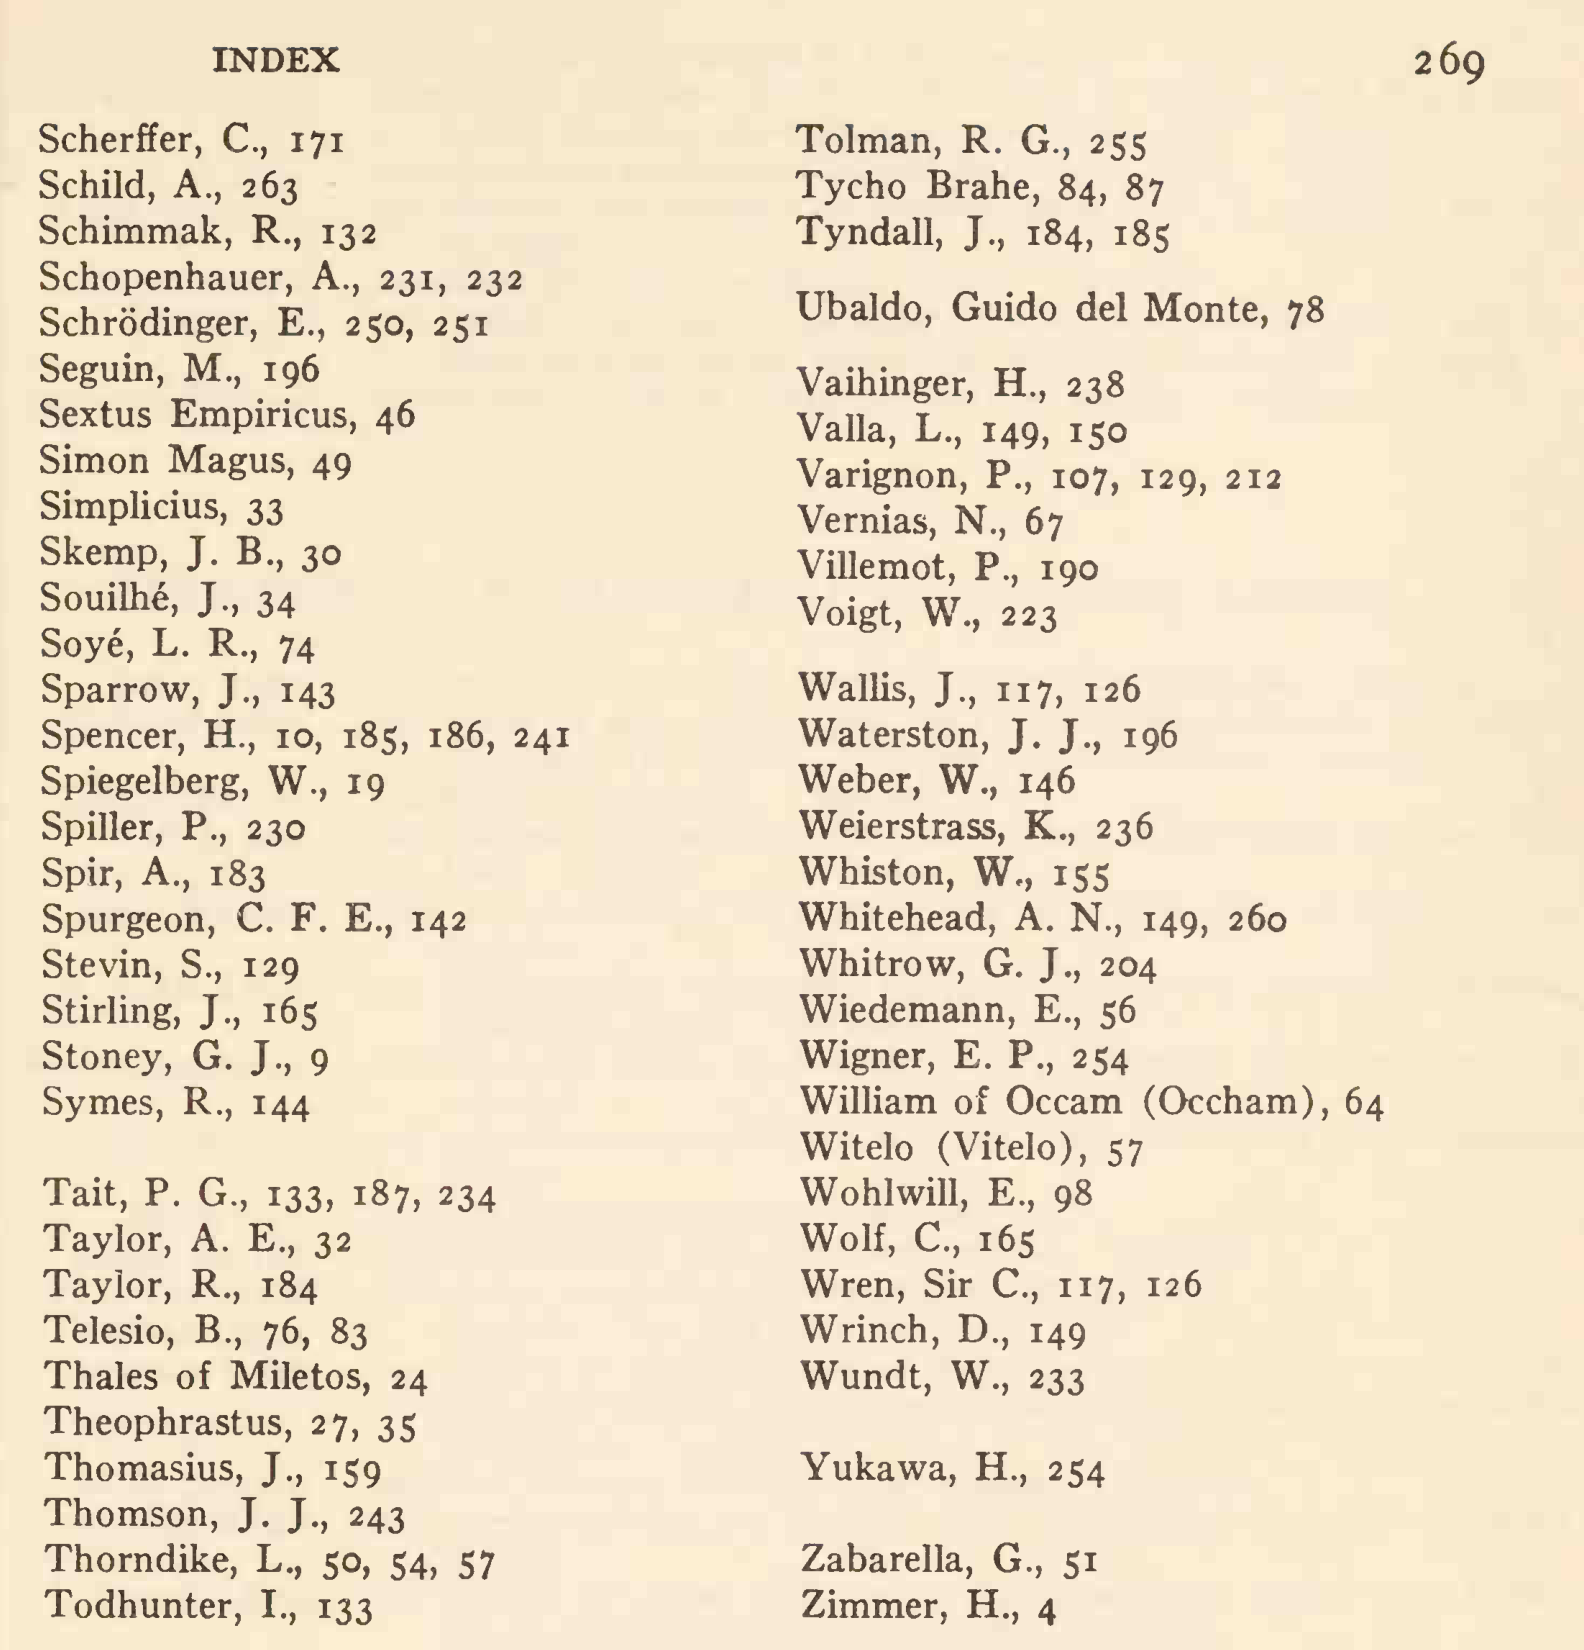 INDEX 269
Scherffer, C., 171
Schild, A., 263
Schimmak, R., 132
Schopenhauer, A., 231, 232
Schrödinger, E., 250, 251
Seguin, M., 196
Sextus Empiricus, 46
Simon Magus, 49
Simplicius, 33
Skemp, J. B., 30
Souilhé, J., 34
Soyé, L. R., 74
Sparrow, J., 143
Spencer, H., 10, 185, 186, 241
Spiegelberg, W., 19
Spiller, P., 230
Spir, A., 183
Spurgeon, C. F. E., 142
Stevin, S., 129
Stirling, J., 165
Stoney, G. J., 9
Symes, R., 144
Tait, P. G., 133, 187, 234
Taylor, A. E., 32
Taylor, R., 184
Telesio, B., 76, 83
Thales of Miletos, 24
Theophrastus, 27, 35
Thomasius, J., 159
Thomson, J. J., 243
Thorndike, L., 50, 54, 57
Todhunter, I., 133
Tolman, R. G., 255
Tycho Brahe, 84, 87
Tyndall, J., 184, 185
Ubaldo, Guido del Monte, 78
Vaihinger, H., 238
Valla, L., 149, 150
Varignon, P., 107, 129, 212
Vernias, N., 67
Villemot, P., 190
Voigt, W., 223
Wallis, J., 117, 126
Waterston, J. J., 196
Weber, W., 146
Weierstrass, K., 236
Whiston, W., 155
Whitehead, A. N., 149, 260
Whitrow, G. J., 204
Wiedemann, E., 56
Wigner, E. P., 254
William of Occam (Occham), 64
Witelo (Vitelo), 57
Wohlwill, E., 98
Wolf, C., 165
Wren, Sir C., 117, 126
Wrinch, D., 149
Wundt, W., 233
Yukawa, H., 254
Zabarella, G., 51
Zimmer, H., 4